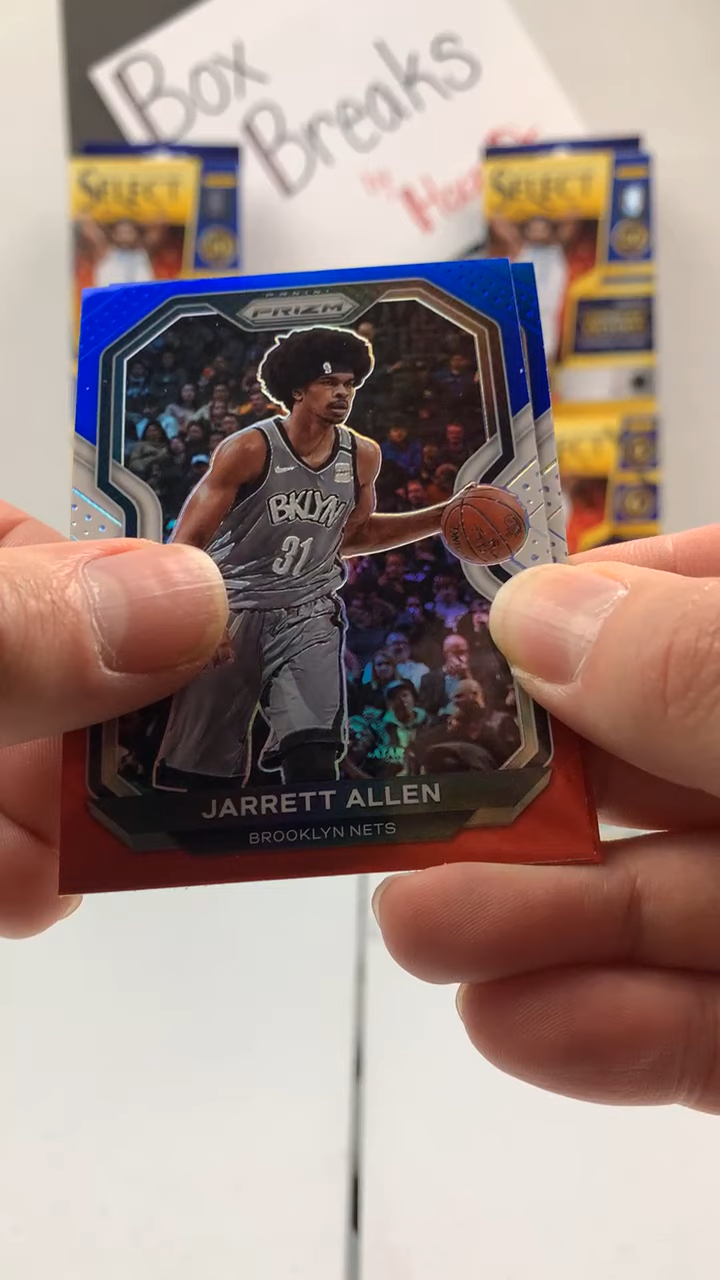 Box
Breaks
SELECT
SELECT
PANINI
PRIZM
BKLYN
31
JARRETT ALLEN
BROOKLYN NETS